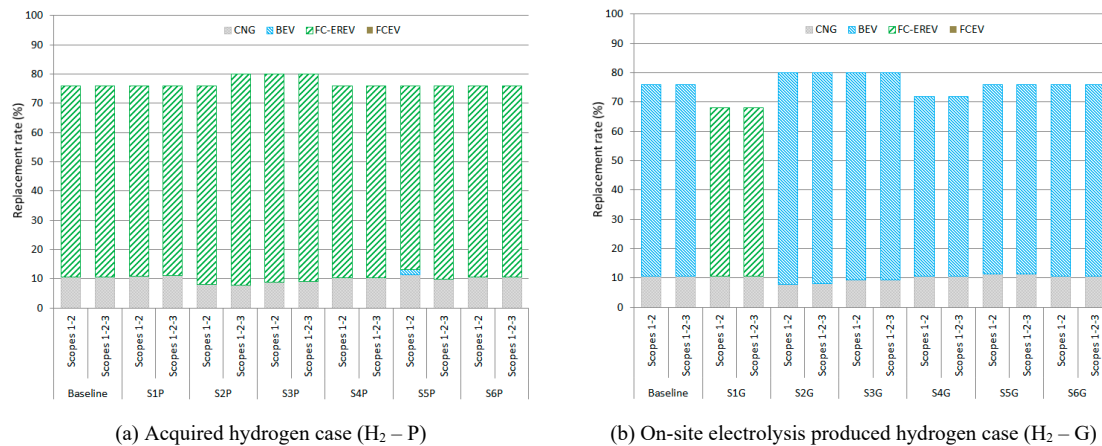 100
90
80
70
60
50
40
30
20
10
0
Replacement rate (%)
CNG BEV FC-EREV FCEV
Scopes 1-2 Scopes 1-2-3 Scopes 1-2 Scopes 1-2-3 Scopes 1-2 Scopes 1-2-3 Scopes 1-2 Scopes 1-2-3 Scopes 1-2 Scopes 1-2-3 Scopes 1-2 Scopes 1-2-3 Scopes 1-2 Scopes 1-2-3
Baseline S1P S2P S3P S4P S5P S6P
(a) Acquired hydrogen case (H₂ – P)
100
90
80
70
60
50
40
30
20
10
0
Replacement rate (%)
CNG BEV FC-EREV FCEV
Scopes 1-2 Scopes 1-2-3 Scopes 1-2 Scopes 1-2-3 Scopes 1-2 Scopes 1-2-3 Scopes 1-2 Scopes 1-2-3 Scopes 1-2 Scopes 1-2-3 Scopes 1-2 Scopes 1-2-3 Scopes 1-2 Scopes 1-2-3
Baseline S1G S2G S3G S4G S5G S6G
(b) On-site electrolysis produced hydrogen case (H₂ – G)